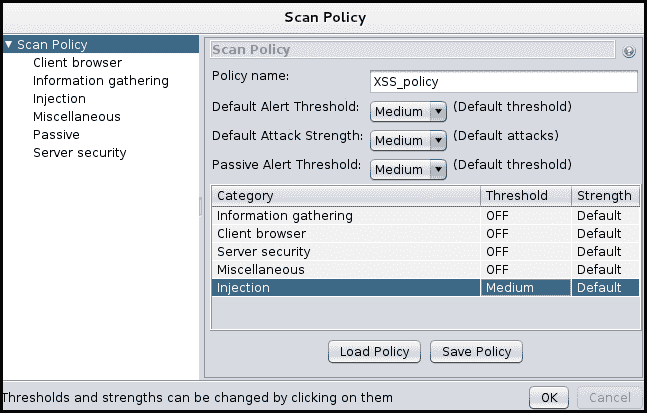 Scan Policy
Scan Policy
Client browser
Information gathering
Injection
Miscellaneous
Passive
Server security
Scan Policy
Policy name: XSS_policy
Default Alert Threshold: Medium (Default threshold)
Default Attack Strength: Medium (Default attacks)
Passive Alert Threshold: Medium (Default threshold)
Category Threshold Strength
Information gathering OFF Default
Client browser OFF Default
Server security OFF Default
Miscellaneous OFF Default
Injection Medium Default
Load Policy Save Policy
Thresholds and strengths can be changed by clicking on them OK Cancel